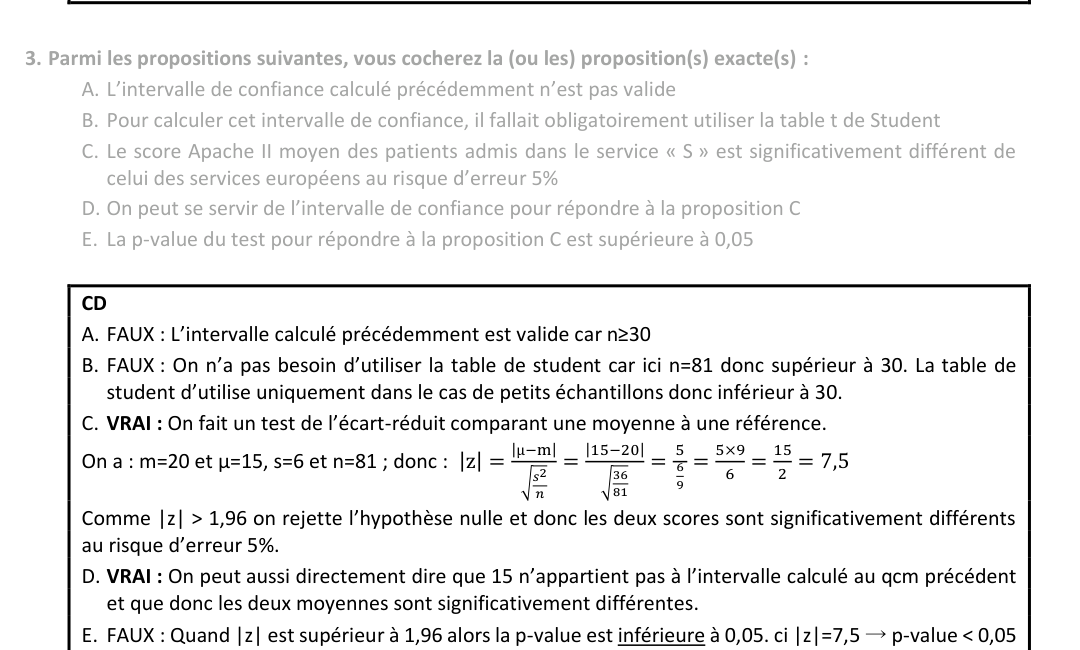 3. Parmi les propositions suivantes, vous cocherez la (ou les) proposition(s) exacte(s) :
A. L’intervalle de confiance calculé précédemment n’est pas valide
B. Pour calculer cet intervalle de confiance, il fallait obligatoirement utiliser la table t de Student
C. Le score Apache II moyen des patients admis dans le service « S » est significativement différent de
celui des services européens au risque d’erreur 5%
D. On peut se servir de l’intervalle de confiance pour répondre à la proposition C
E. La p-value du test pour répondre à la proposition C est supérieure à 0,05
CD
A. FAUX : L’intervalle calculé précédemment est valide car n≥30
B. FAUX : On n’a pas besoin d’utiliser la table de student car ici n=81 donc supérieur à 30. La table de
student d’utilise uniquement dans le cas de petits échantillons donc inférieur à 30.
C. VRAI : On fait un test de l’écart-réduit comparant une moyenne à une référence.
On a : m=20 et μ=15, s=6 et n=81 ; donc : |z| = |μ−m| / √(s²/n) = |15−20| / √(36/81) = 5 / (6/9) = 5×9 / 6 = 15 / 2 = 7,5
Comme |z| > 1,96 on rejette l’hypothèse nulle et donc les deux scores sont significativement différents
au risque d’erreur 5%.
D. VRAI : On peut aussi directement dire que 15 n’appartient pas à l’intervalle calculé au qcm précédent
et que donc les deux moyennes sont significativement différentes.
E. FAUX : Quand |z| est supérieur à 1,96 alors la p-value est inférieure à 0,05. ci |z|=7,5 → p-value < 0,05